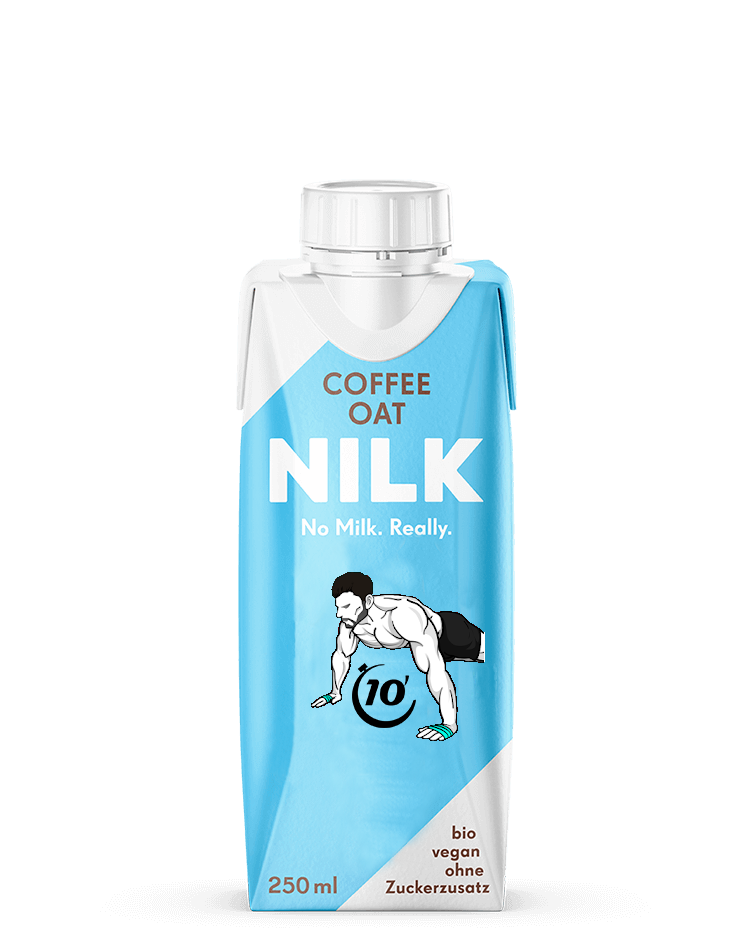 COFFEE
OAT
NILK
No Milk. Really.
10'
bio
vegan
ohne
Zuckerzusatz
250 ml